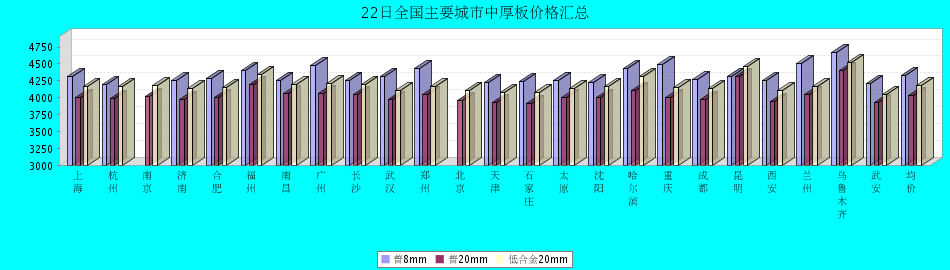 22日全国主要城市中厚板价格汇总
4750
4500
4250
4000
3750
3500
3250
3000
上海
杭州
南京
济南
合肥
福州
南昌
广州
长沙
武汉
郑州
北京
天津
石家庄
太原
沈阳
哈尔滨
重庆
成都
昆明
西安
兰州
乌鲁木齐
武安
均价
普8mm 普20mm 低合金20mm